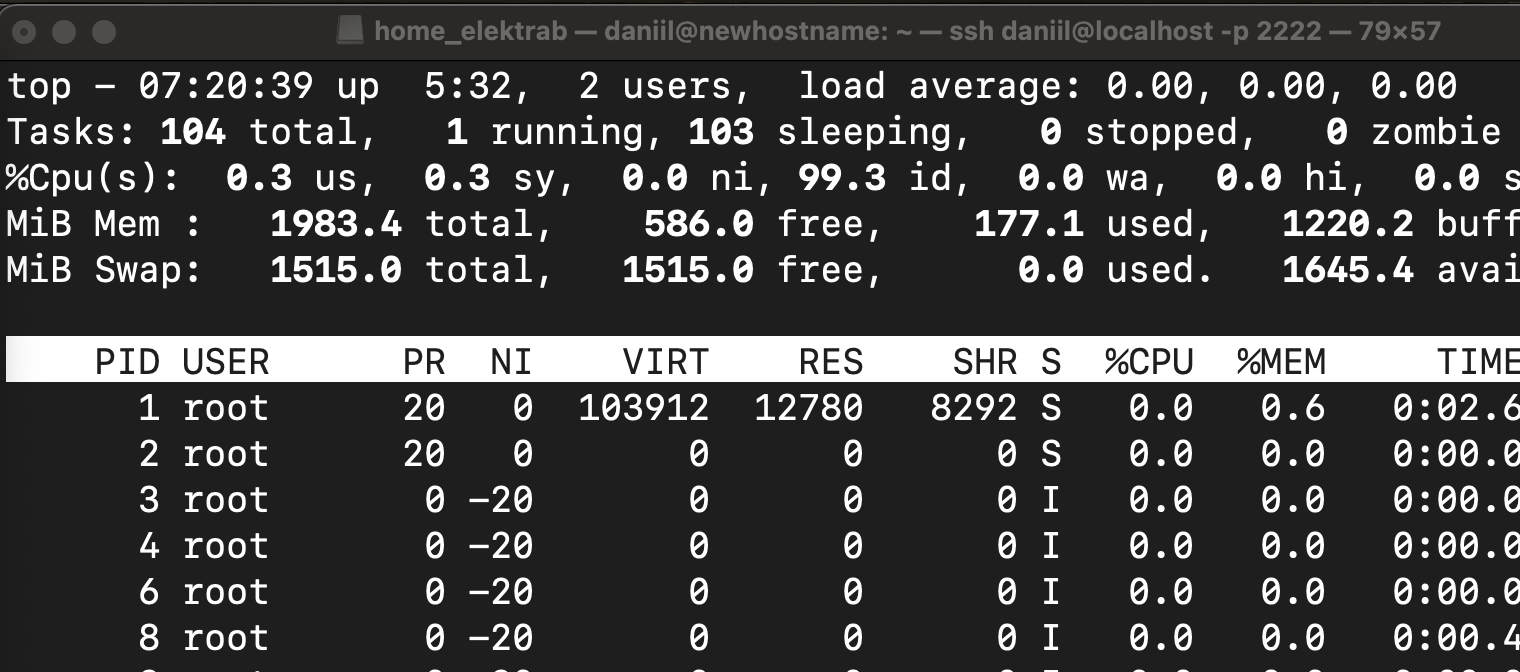 home_elektrab — daniil@newhostname: ~ — ssh daniil@localhost -p 2222 — 79×57
top - 07:20:39 up  5:32,  2 users,  load average: 0.00, 0.00, 0.00
Tasks: 104 total,   1 running, 103 sleeping,   0 stopped,   0 zombie
%Cpu(s):  0.3 us,  0.3 sy,  0.0 ni, 99.3 id,  0.0 wa,  0.0 hi,  0.0 s
MiB Mem :   1983.4 total,    586.0 free,    177.1 used,   1220.2 buff
MiB Swap:   1515.0 total,   1515.0 free,      0.0 used.   1645.4 avai
PID USER      PR  NI    VIRT    RES    SHR S  %CPU  %MEM     TIME
1 root      20   0  103912  12780   8292 S   0.0   0.6   0:02.6
2 root      20   0       0      0      0 S   0.0   0.0   0:00.0
3 root       0 -20       0      0      0 I   0.0   0.0   0:00.0
4 root       0 -20       0      0      0 I   0.0   0.0   0:00.0
6 root       0 -20       0      0      0 I   0.0   0.0   0:00.0
8 root       0 -20       0      0      0 I   0.0   0.0   0:00.4